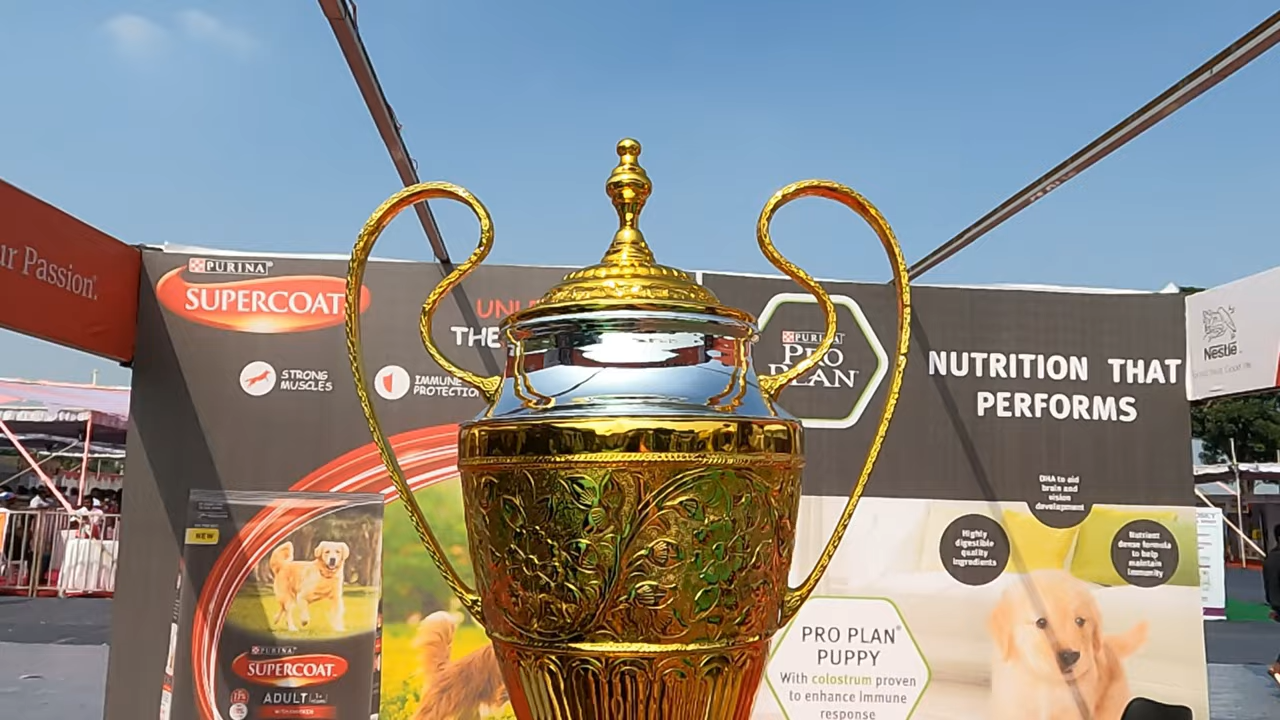 ur Passion.
PURINA®
SUPERCOAT
THE
STRONG
MUSCLES
IMMUNE
PROTECTION
PURINA
PRO
PLAN®
NUTRITION THAT
PERFORMS
Nestlé
NEW
PURINA
SUPERCOAT
ADULT
DHA to aid
brain and
vision
development
Highly
digestible
quality
ingredients
Nutrient
dense formula
to help
maintain
immunity
PRO PLAN®
PUPPY
With colostrum proven
to enhance immune
response